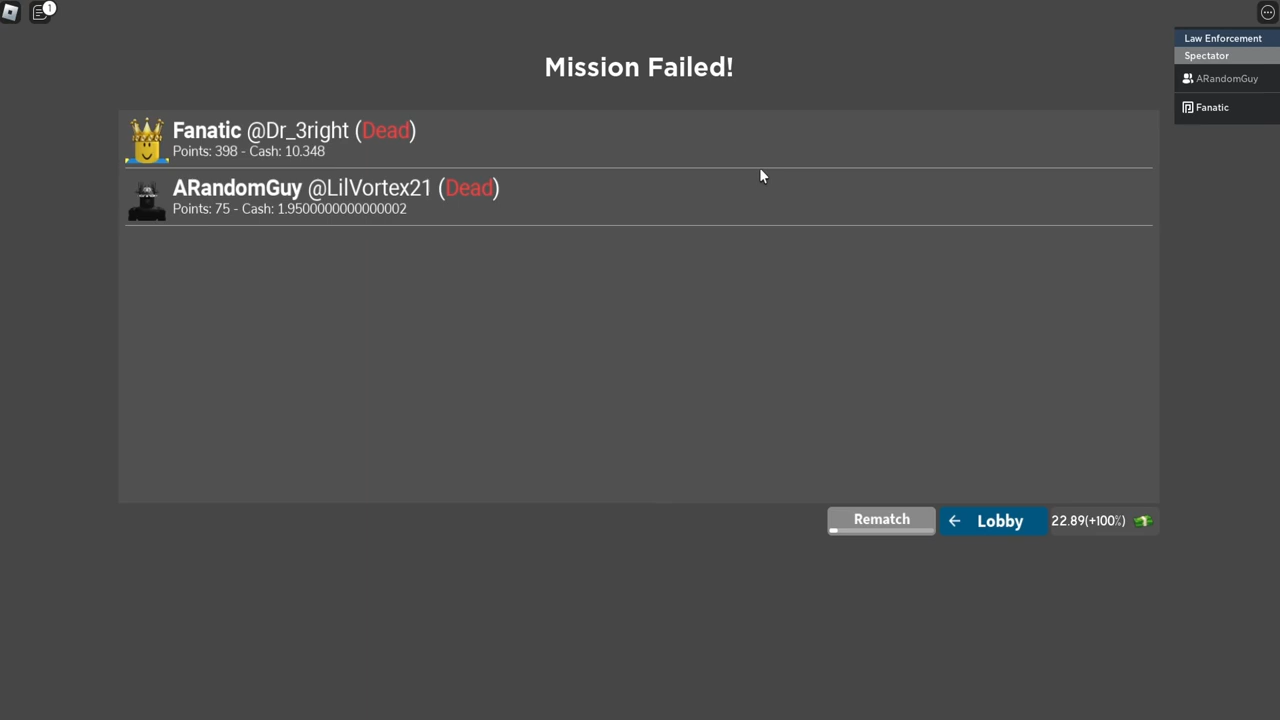 1
Law Enforcement
Spectator
ARandomGuy
Fanatic
Mission Failed!
Fanatic @Dr_3right (Dead)
Points: 398 - Cash: 10.348
ARandomGuy @LilVortex21 (Dead)
Points: 75 - Cash: 1.9500000000000002
Rematch
Lobby
22.89(+100%)